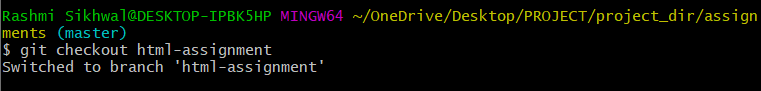 Rashmi Sikhwal@DESKTOP-IPBK5HP MINGW64 ~/OneDrive/Desktop/PROJECT/project_dir/assign
ments (master)
$ git checkout html-assignment
Switched to branch 'html-assignment'